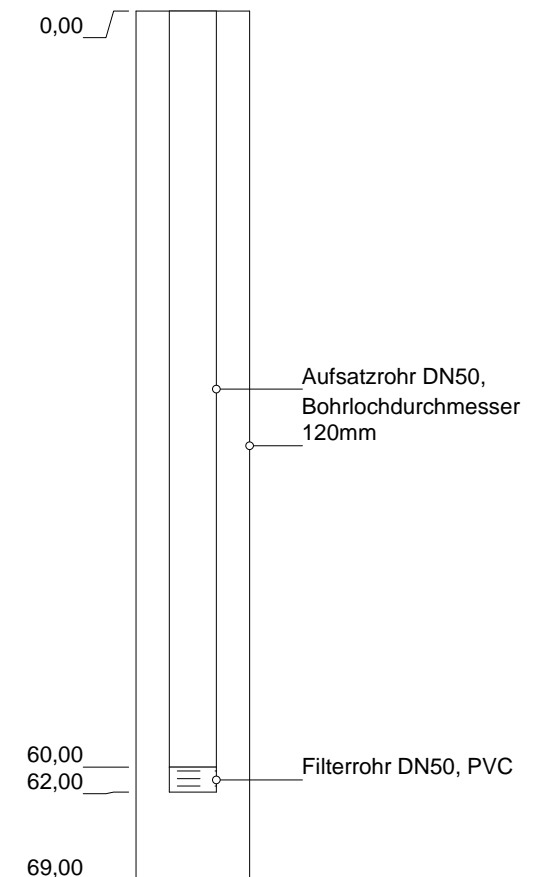 0,00
Aufsatzrohr DN50,
Bohrlochdurchmesser
120mm
60,00
Filterrohr DN50, PVC
62,00
69,00